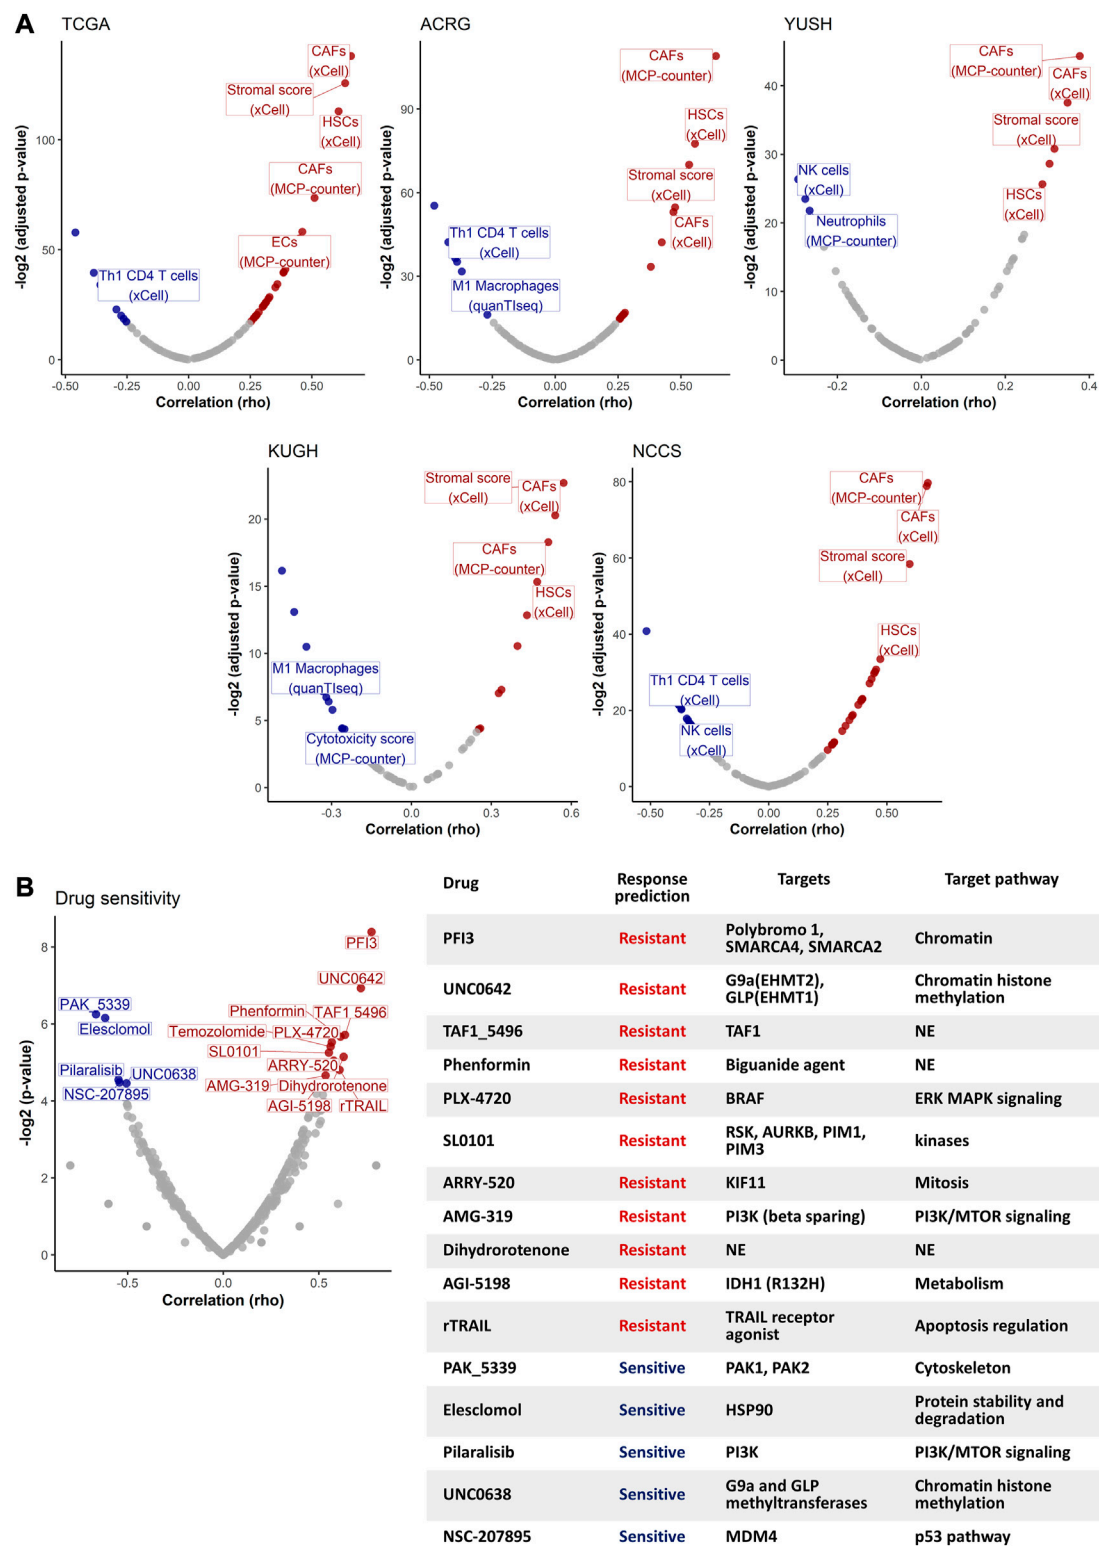 A
TCGA
-log2 (adjusted p-value)
100
50
0
-0.50
-0.25
0.00
0.25
0.50
Correlation (rho)
CAFs
(xCell)
Stromal score
(xCell)
HSCs
(xCell)
CAFs
(MCP-counter)
ECs
(MCP-counter)
Th1 CD4 T cells
(xCell)
ACRG
-log2 (adjusted p-value)
90
60
30
0
-0.50
-0.25
0.00
0.25
0.50
Correlation (rho)
CAFs
(MCP-counter)
HSCs
(xCell)
Stromal score
(xCell)
CAFs
(xCell)
Th1 CD4 T cells
(xCell)
M1 Macrophages
(quanTIseq)
YUSH
-log2 (adjusted p-value)
40
30
20
10
0
-0.2
0.0
0.2
0.4
Correlation (rho)
CAFs
(MCP-counter)
CAFs
(xCell)
Stromal score
(xCell)
HSCs
(xCell)
NK cells
(xCell)
Neutrophils
(MCP-counter)
KUGH
-log2 (adjusted p-value)
20
15
10
5
0
-0.3
0.0
0.3
0.6
Correlation (rho)
Stromal score
(xCell)
CAFs
(xCell)
CAFs
(MCP-counter)
HSCs
(xCell)
M1 Macrophages
(quanTIseq)
Cytotoxicity score
(MCP-counter)
NCCS
-log2 (adjusted p-value)
80
60
40
20
0
-0.50
-0.25
0.00
0.25
0.50
Correlation (rho)
CAFs
(MCP-counter)
CAFs
(xCell)
Stromal score
(xCell)
HSCs
(xCell)
Th1 CD4 T cells
(xCell)
NK cells
(xCell)
B
Drug sensitivity
-log2 (p-value)
8
6
4
2
0
-0.5
0.0
0.5
Correlation (rho)
PFI3
UNC0642
PAK_5339
Elesclomol
Phenformin
TAF1_5496
Temozolomide
PLX-4720
SL0101
ARRY-520
Pilaralisib
UNC0638
NSC-207895
AMG-319
Dihydrorotenone
AGI-5198
rTRAIL
Drug Response prediction Targets Target pathway
PFI3 Resistant Polybromo 1, SMARCA4, SMARCA2 Chromatin
UNC0642 Resistant G9a(EHMT2), GLP(EHMT1) Chromatin histone methylation
TAF1_5496 Resistant TAF1 NE
Phenformin Resistant Biguanide agent NE
PLX-4720 Resistant BRAF ERK MAPK signaling
SL0101 Resistant RSK, AURKB, PIM1, PIM3 kinases
ARRY-520 Resistant KIF11 Mitosis
AMG-319 Resistant PI3K (beta sparing) PI3K/MTOR signaling
Dihydrorotenone Resistant NE NE
AGI-5198 Resistant IDH1 (R132H) Metabolism
rTRAIL Resistant TRAIL receptor agonist Apoptosis regulation
PAK_5339 Sensitive PAK1, PAK2 Cytoskeleton
Elesclomol Sensitive HSP90 Protein stability and degradation
Pilaralisib Sensitive PI3K PI3K/MTOR signaling
UNC0638 Sensitive G9a and GLP methyltransferases Chromatin histone methylation
NSC-207895 Sensitive MDM4 p53 pathway